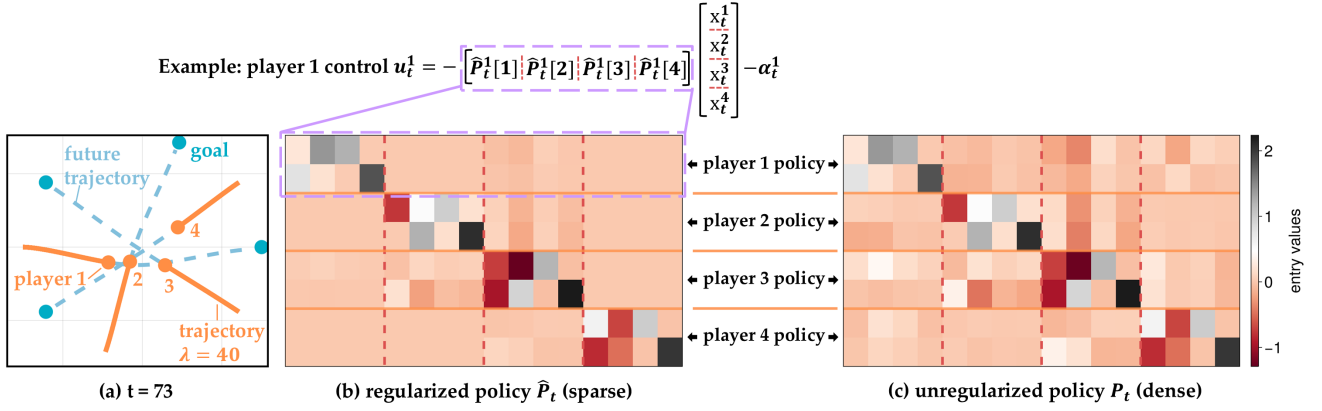 Example: player 1 control u_t^1 = − [P̂_t^1[1] P̂_t^1[2] P̂_t^1[3] P̂_t^1[4]] [x_t^1 x_t^2 x_t^3 x_t^4] −α_t^1
goal
future
trajectory
4
player 1
2
3
trajectory
λ = 40
(a) t = 73
player 1 policy
player 2 policy
player 3 policy
player 4 policy
(b) regularized policy P̂_t (sparse)
2
1
0
−1
entry values
(c) unregularized policy P_t (dense)